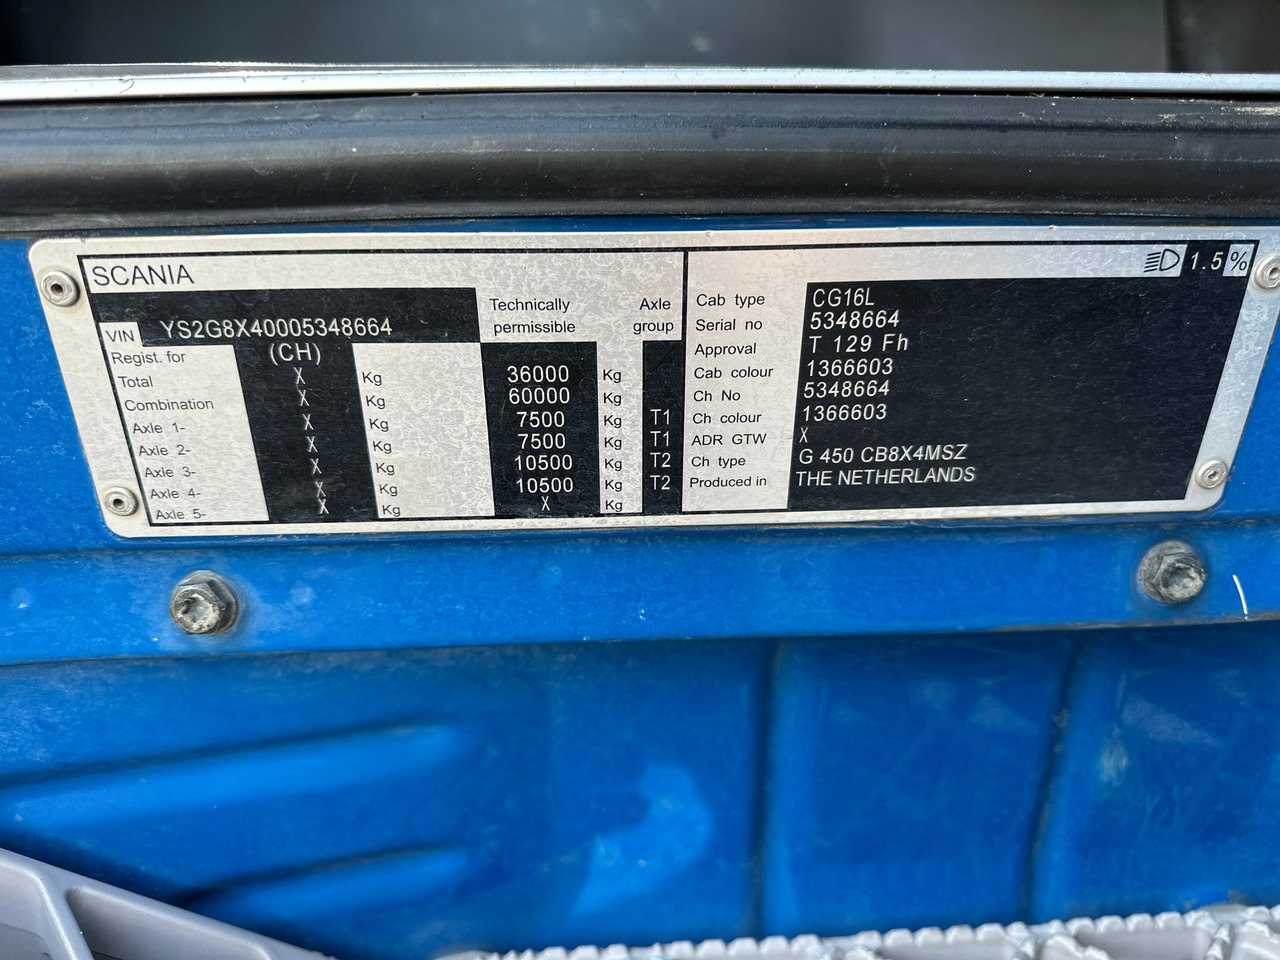 SCANIA
VIN YS2G8X40005348664
Technically permissible
Axle group
Regist. for (CH)
Total X Kg 36000 Kg
Combination X Kg 60000 Kg
Axle 1- X Kg 7500 Kg T1
Axle 2- X Kg 7500 Kg T1
Axle 3- X Kg 10500 Kg T2
Axle 4- X Kg 10500 Kg T2
Axle 5- X Kg X Kg
1.5 %
Cab type CG16L
Serial no 5348664
Approval T 129 Fh
Cab colour 1366603
Ch No 5348664
Ch colour 1366603
ADR GTW X
Ch type G 450 CB8X4MSZ
Produced in THE NETHERLANDS